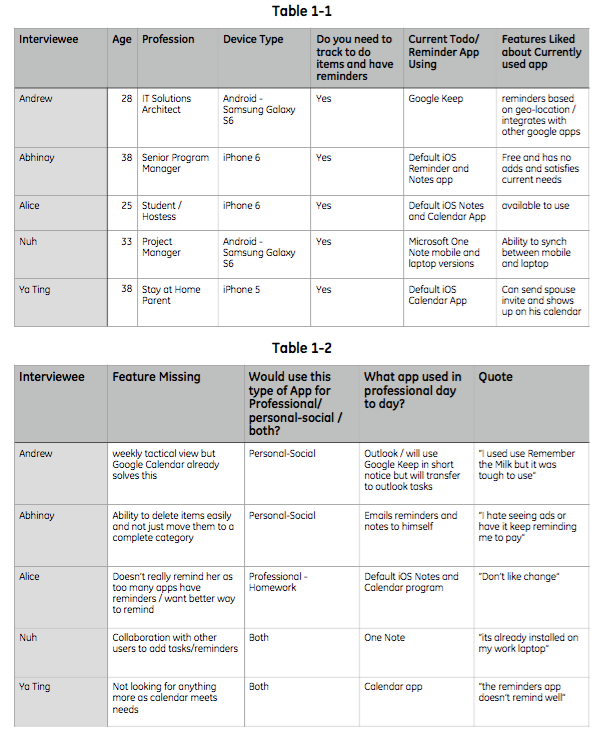 Table 1-1
Interviewee Age Profession Device Type Do you need to track to do items and have reminders Current Todo/ Reminder App Using Features Liked about Currently used app
Andrew 28 IT Solutions Architect Android - Samsung Galaxy S6 Yes Google Keep reminders based on geo-location / integrates with other google apps
Abhinay 38 Senior Program Manager iPhone 6 Yes Default iOS Reminder and Notes app Free and has no adds and satisfies current needs
Alice 25 Student / Hostess iPhone 6 Yes Default iOS Notes and Calendar App available to use
Nuh 33 Project Manager Android - Samsung Galaxy S6 Yes Microsoft One Note mobile and laptop versions Ability to synch between mobile and laptop
Ya Ting 38 Stay at Home Parent iPhone 5 Yes Default iOS Calendar App Can send spouse invite and shows up on his calendar
Table 1-2
Interviewee Feature Missing Would use this type of App for Professional/ personal-social / both? What app used in professional day to day? Quote
Andrew weekly tactical view but Google Calendar already solves this Personal-Social Outlook / will use Google Keep in short notice but will transfer to outlook tasks "I used use Remember the Milk but it was tough to use"
Abhinay Ability to delete items easily and not just move them to a complete category Personal-Social Emails reminders and notes to himself "I hate seeing ads or have it keep reminding me to pay"
Alice Doesn't really remind her as too many apps have reminders / want better way to remind Professional - Homework Default iOS Notes and Calendar program "Don't like change"
Nuh Collaboration with other users to add tasks/reminders Both One Note "its already installed on my work laptop"
Ya Ting Not looking for anything more as calendar meets needs Both Calendar app "the reminders app doesn't remind well"